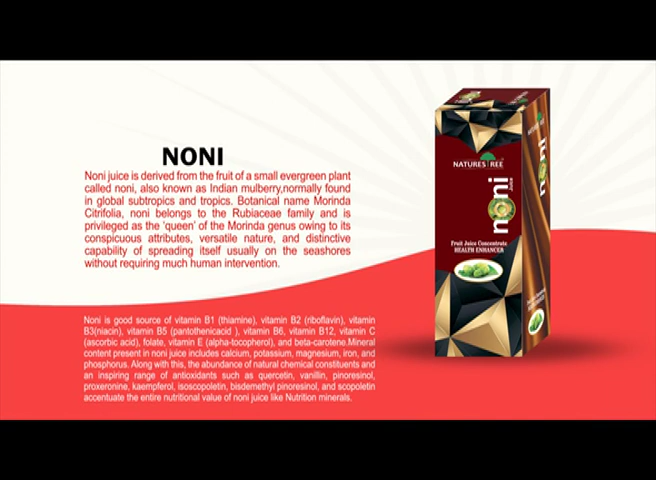 NONI
Noni juice is derived from the fruit of a small evergreen plant
called noni, also known as Indian mulberry,normally found
in global subtropics and tropics. Botanical name Morinda
Citrifolia, noni belongs to the Rubiaceae family and is
privileged as the ‘queen’ of the Morinda genus owing to its
conspicuous attributes, versatile nature, and distinctive
capability of spreading itself usually on the seashores
without requiring much human intervention.
Noni is good source of vitamin B1 (thiamine), vitamin B2 (riboflavin), vitamin
B3(niacin), vitamin B5 (pantothenicacid ), vitamin B6, vitamin B12, vitamin C
(ascorbic acid), folate, vitamin E (alpha-tocopherol), and beta-carotene.Mineral
content present in noni juice includes calcium, potassium, magnesium, iron, and
phosphorus. Along with this, the abundance of natural chemical constituents and
an inspiring range of antioxidants such as quercetin, vanillin, pinoresinol,
proxeronine, kaempferol, isoscopoletin, bisdemethyl pinoresinol, and scopoletin
accentuate the entire nutritional value of noni juice like Nutrition minerals.
NATURES TREE
noni
Juice
Fruit Juice Concentrate
HEALTH ENHANCER
NATURES TREE
noni